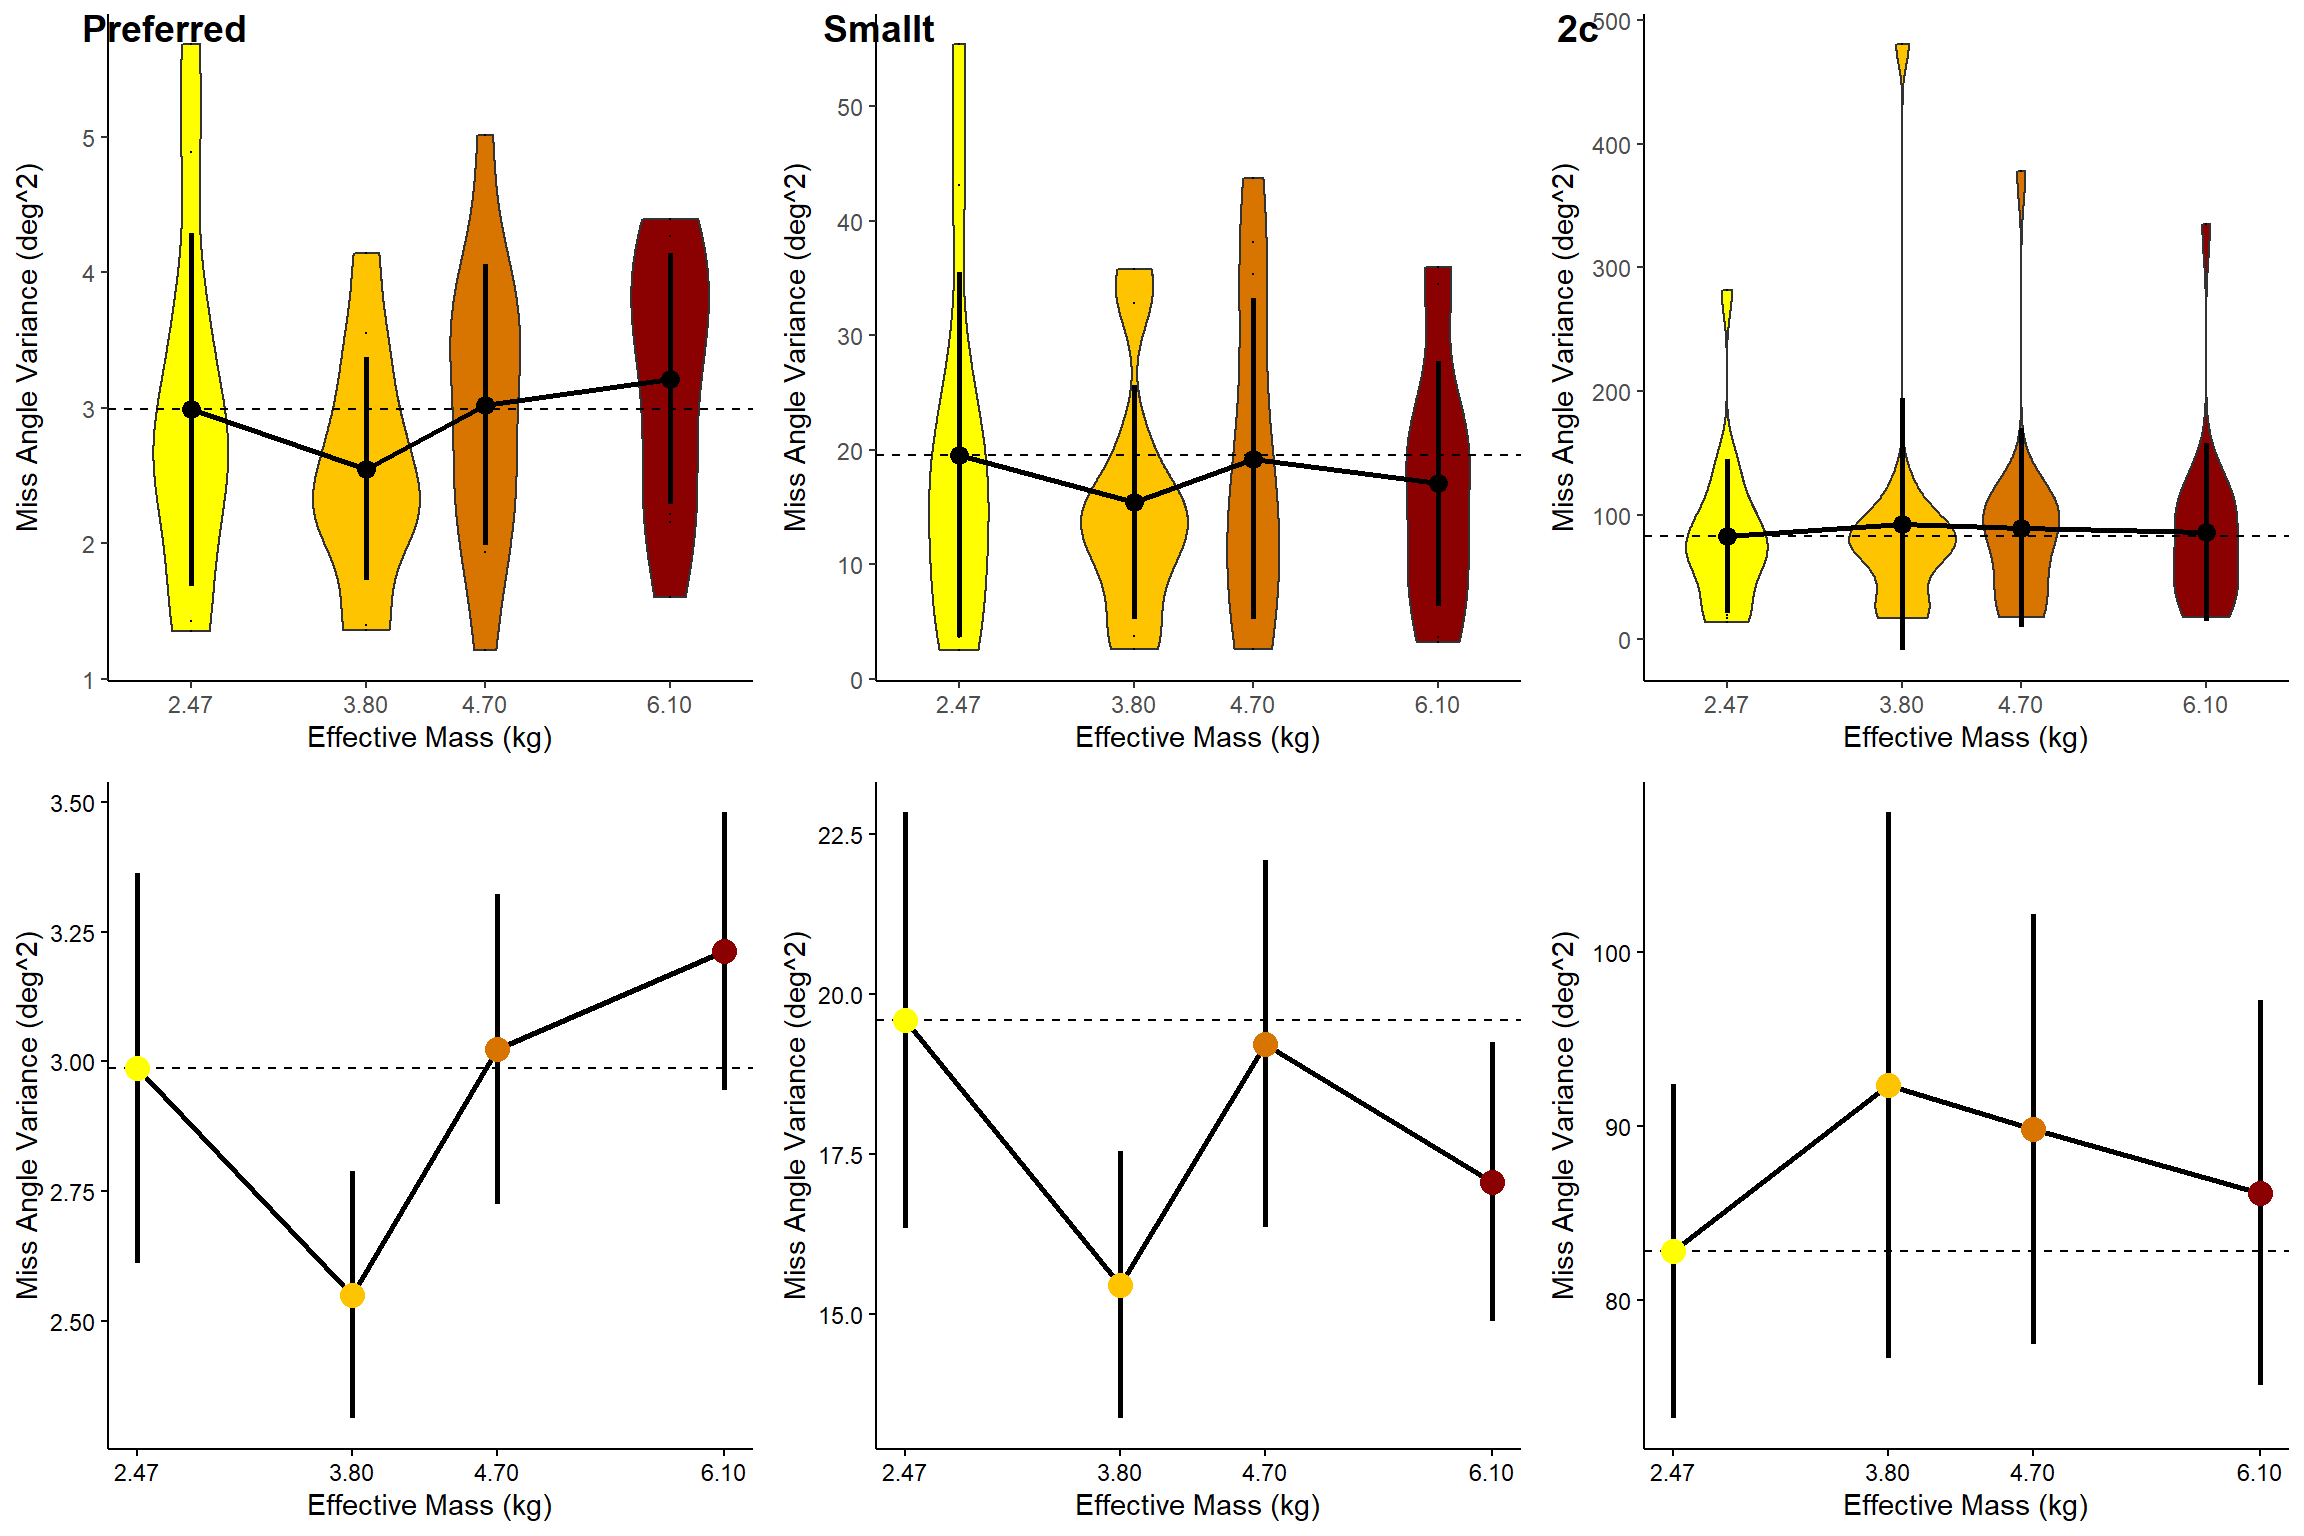 Preferred
Miss Angle Variance (deg^2)
5
4
3
2
1
2.47 3.80 4.70 6.10
Effective Mass (kg)
Smallt
Miss Angle Variance (deg^2)
50
40
30
20
10
0
2.47 3.80 4.70 6.10
Effective Mass (kg)
2c
Miss Angle Variance (deg^2)
500
400
300
200
100
0
2.47 3.80 4.70 6.10
Effective Mass (kg)
Miss Angle Variance (deg^2)
3.50
3.25
3.00
2.75
2.50
2.47 3.80 4.70 6.10
Effective Mass (kg)
Miss Angle Variance (deg^2)
22.5
20.0
17.5
15.0
2.47 3.80 4.70 6.10
Effective Mass (kg)
Miss Angle Variance (deg^2)
100
90
80
2.47 3.80 4.70 6.10
Effective Mass (kg)